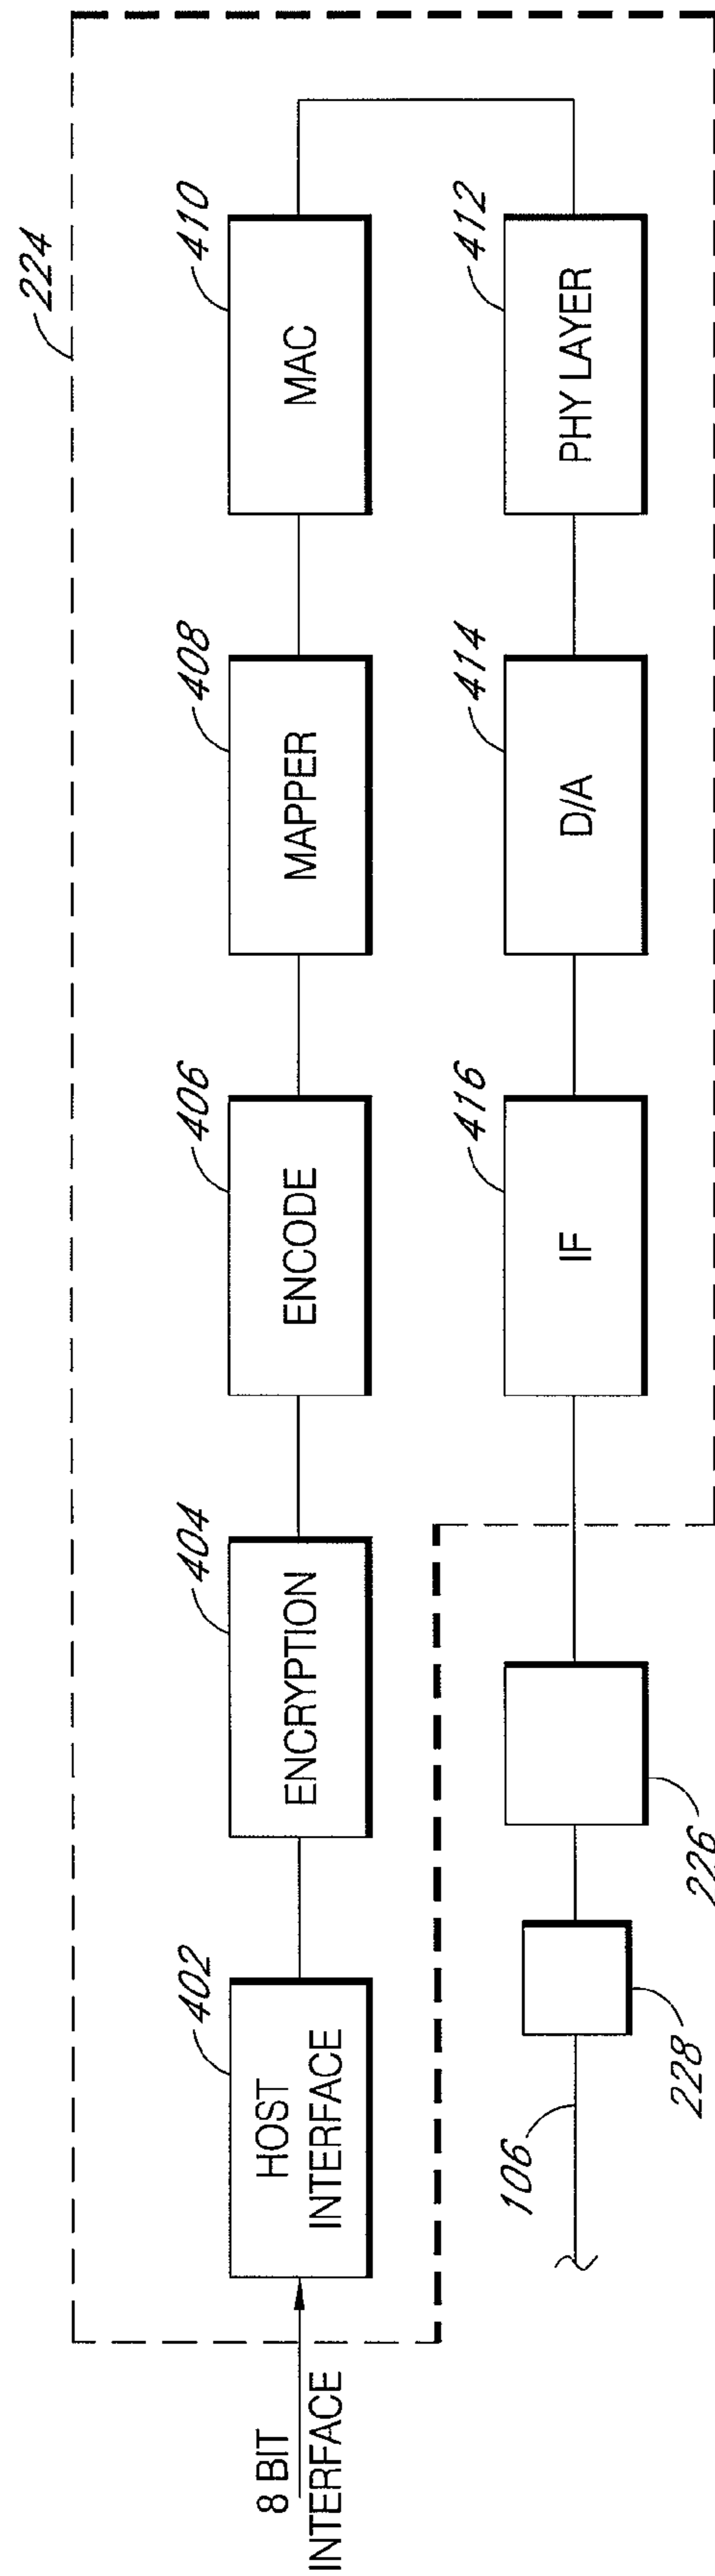 224
402
404
406
408
410
HOST
INTERFACE
ENCRYPTION
ENCODE
MAPPER
MAC
8 BIT
INTERFACE
416
414
412
IF
D/A
PHY LAYER
106
228
226